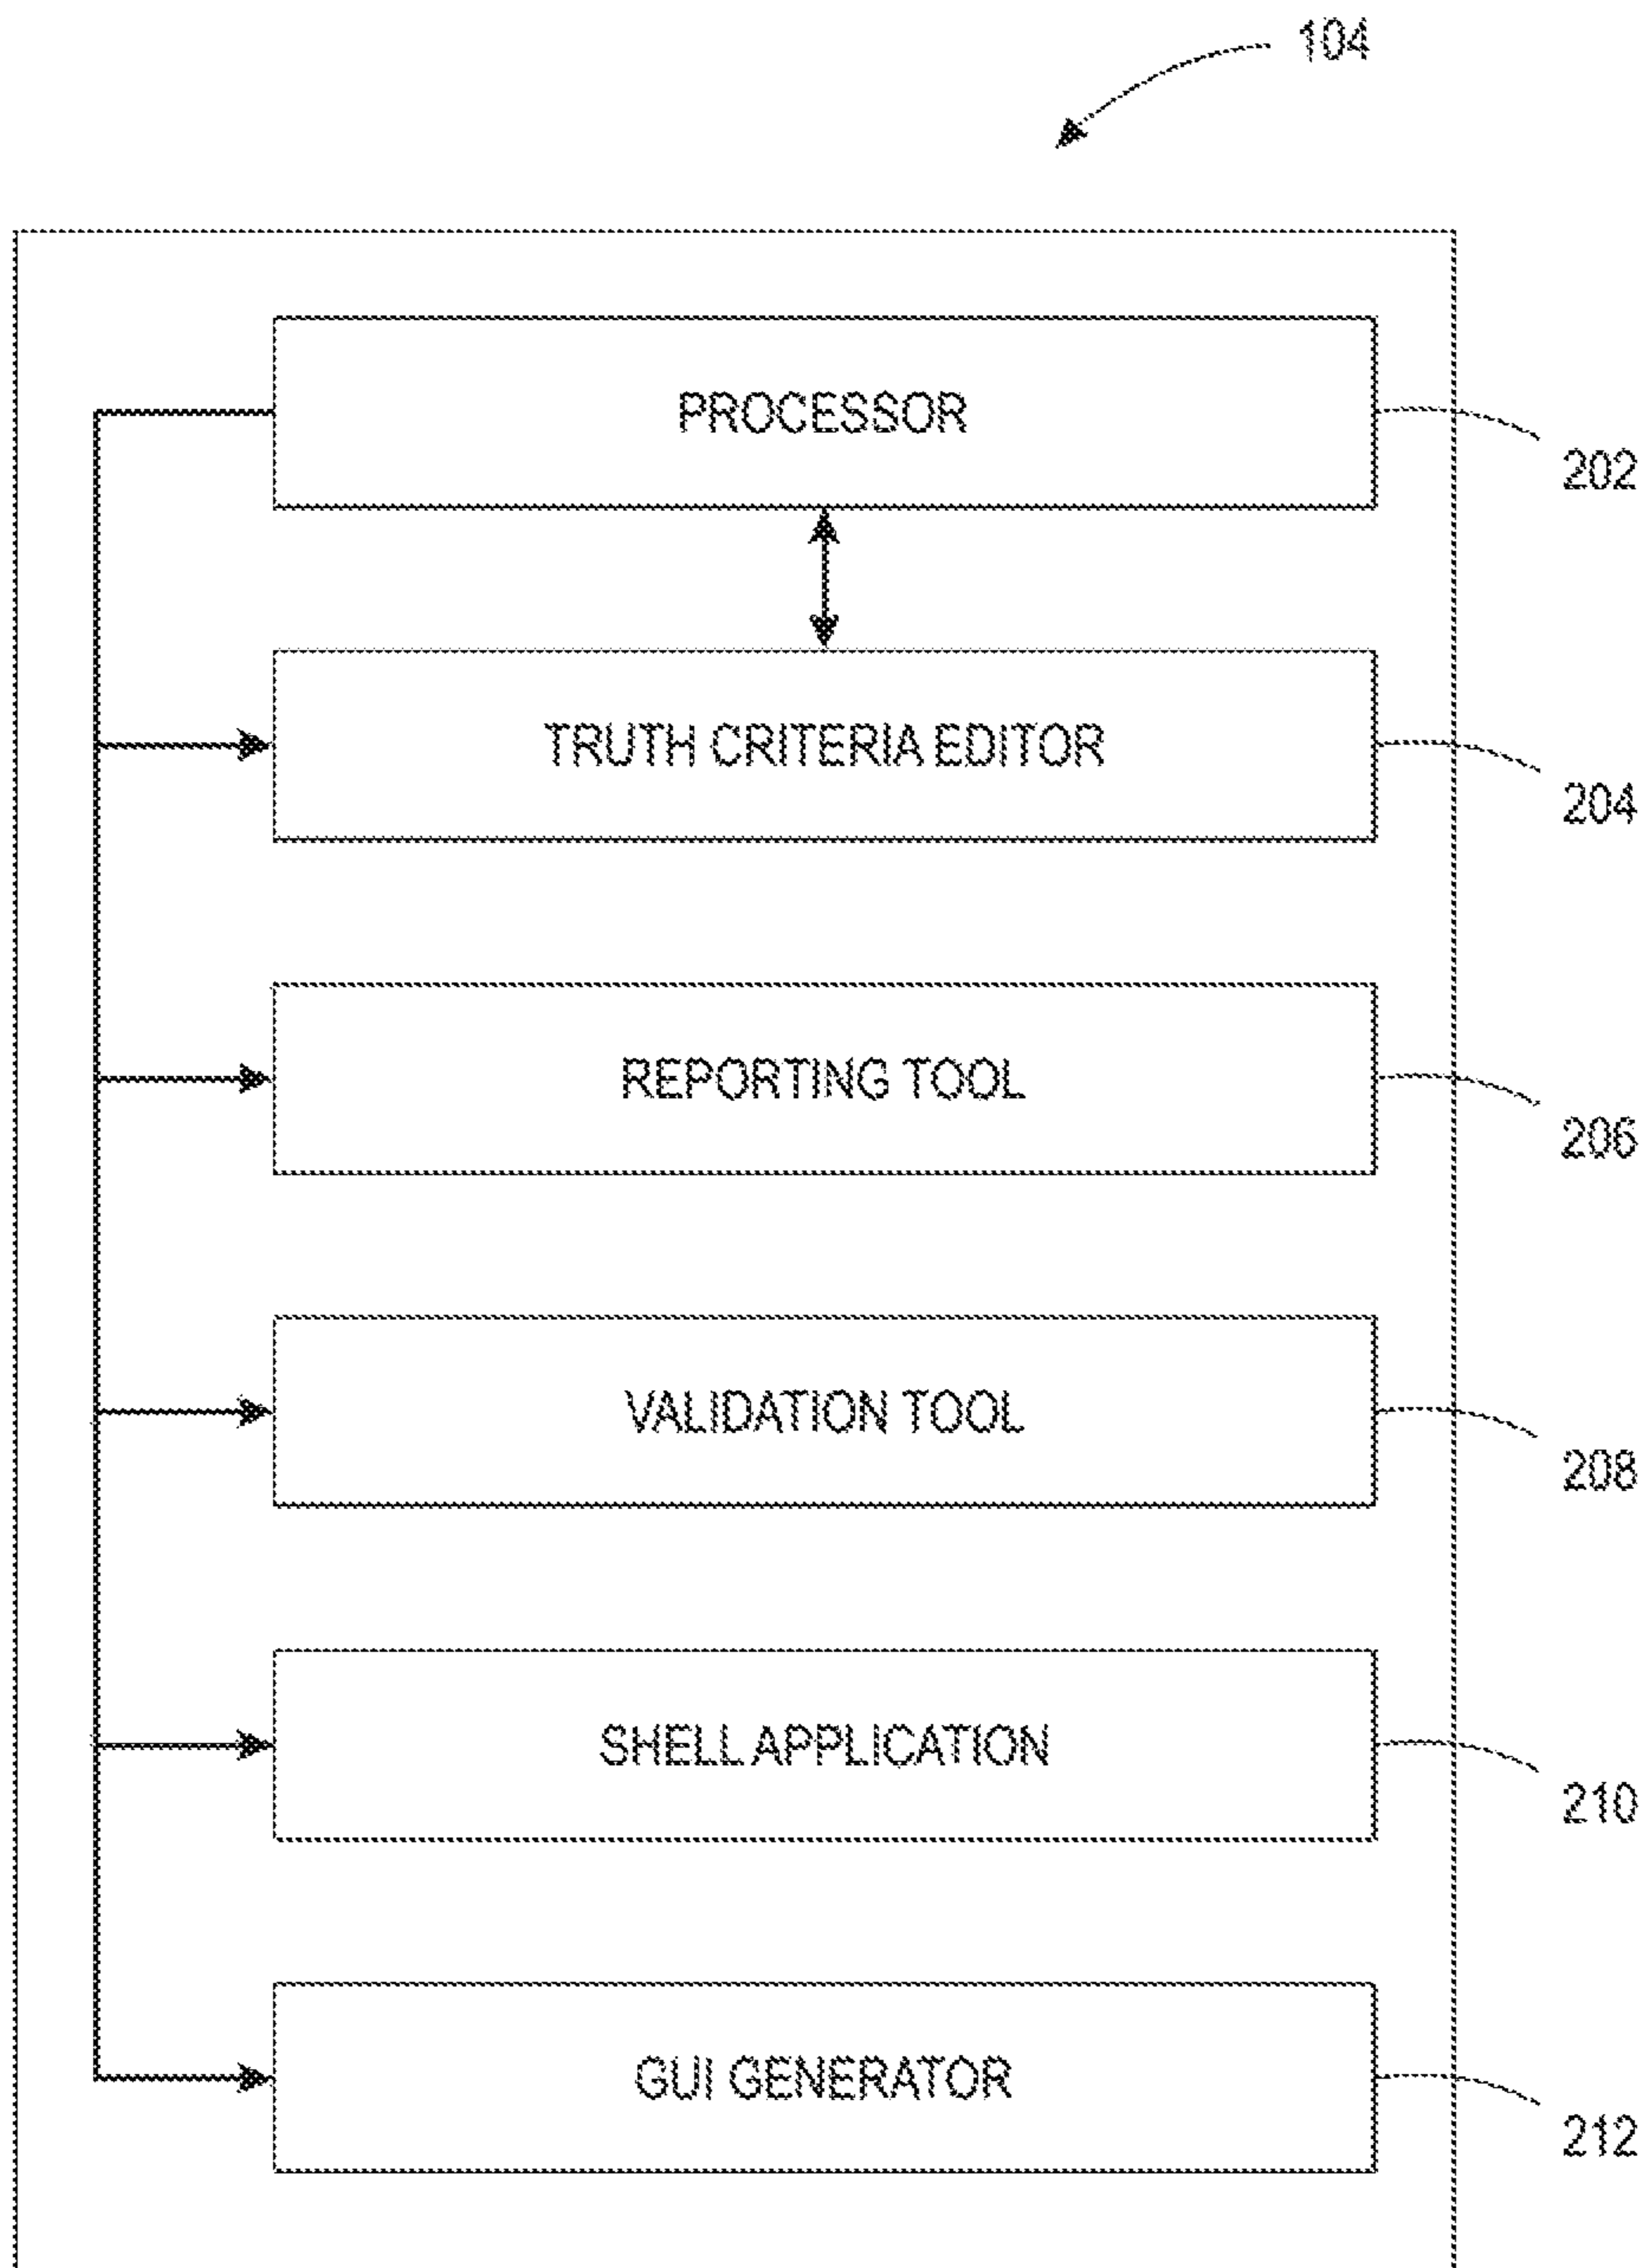 104
PROCESSOR
202
TRUTH CRITERIA EDITOR
204
REPORTING TOOL
206
VALIDATION TOOL
208
SHELL APPLICATION
210
GUI GENERATOR
212